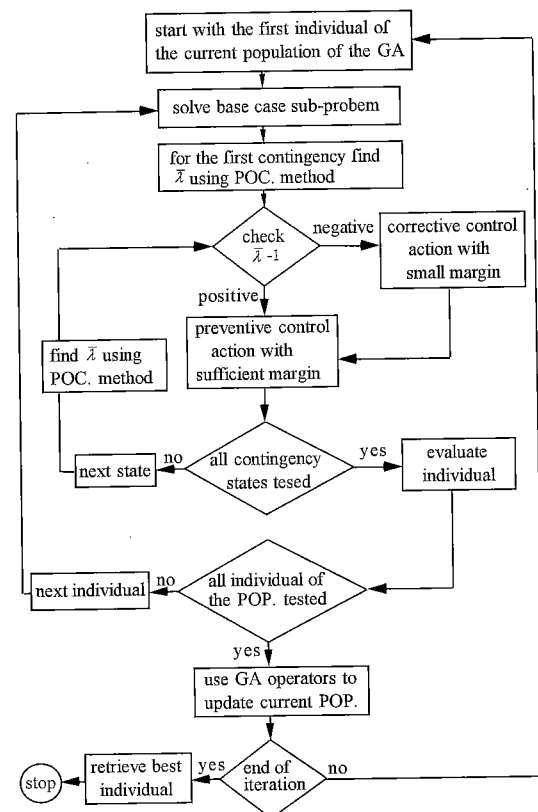 start with the first individual of
the current population of the GA
solve base case sub-probem
for the first contingency find
λ̅ using POC. method
check
λ̅ -1
negative
corrective control
action with
small margin
positive
preventive control
action with
sufficient margin
find λ̅ using
POC. method
all contingency
states tesed
no
next state
yes
evaluate
individual
all individual of
the POP. tested
no
next individual
yes
use GA operators to
update current POP.
end of
iteration
no
yes
retrieve best
individual
stop